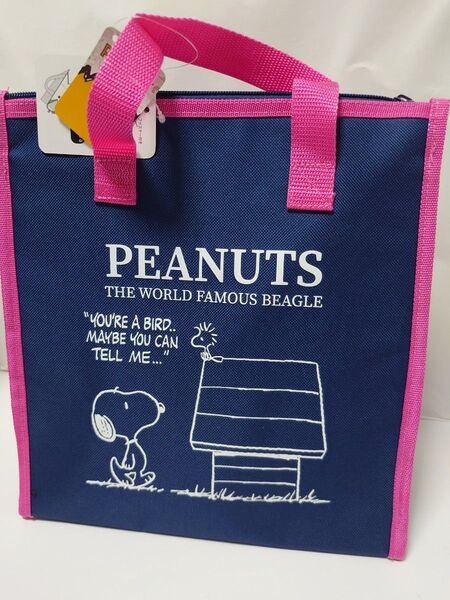 PEANUTS
THE WORLD FAMOUS BEAGLE
"YOU'RE A BIRD..
MAYBE YOU CAN
TELL ME..."